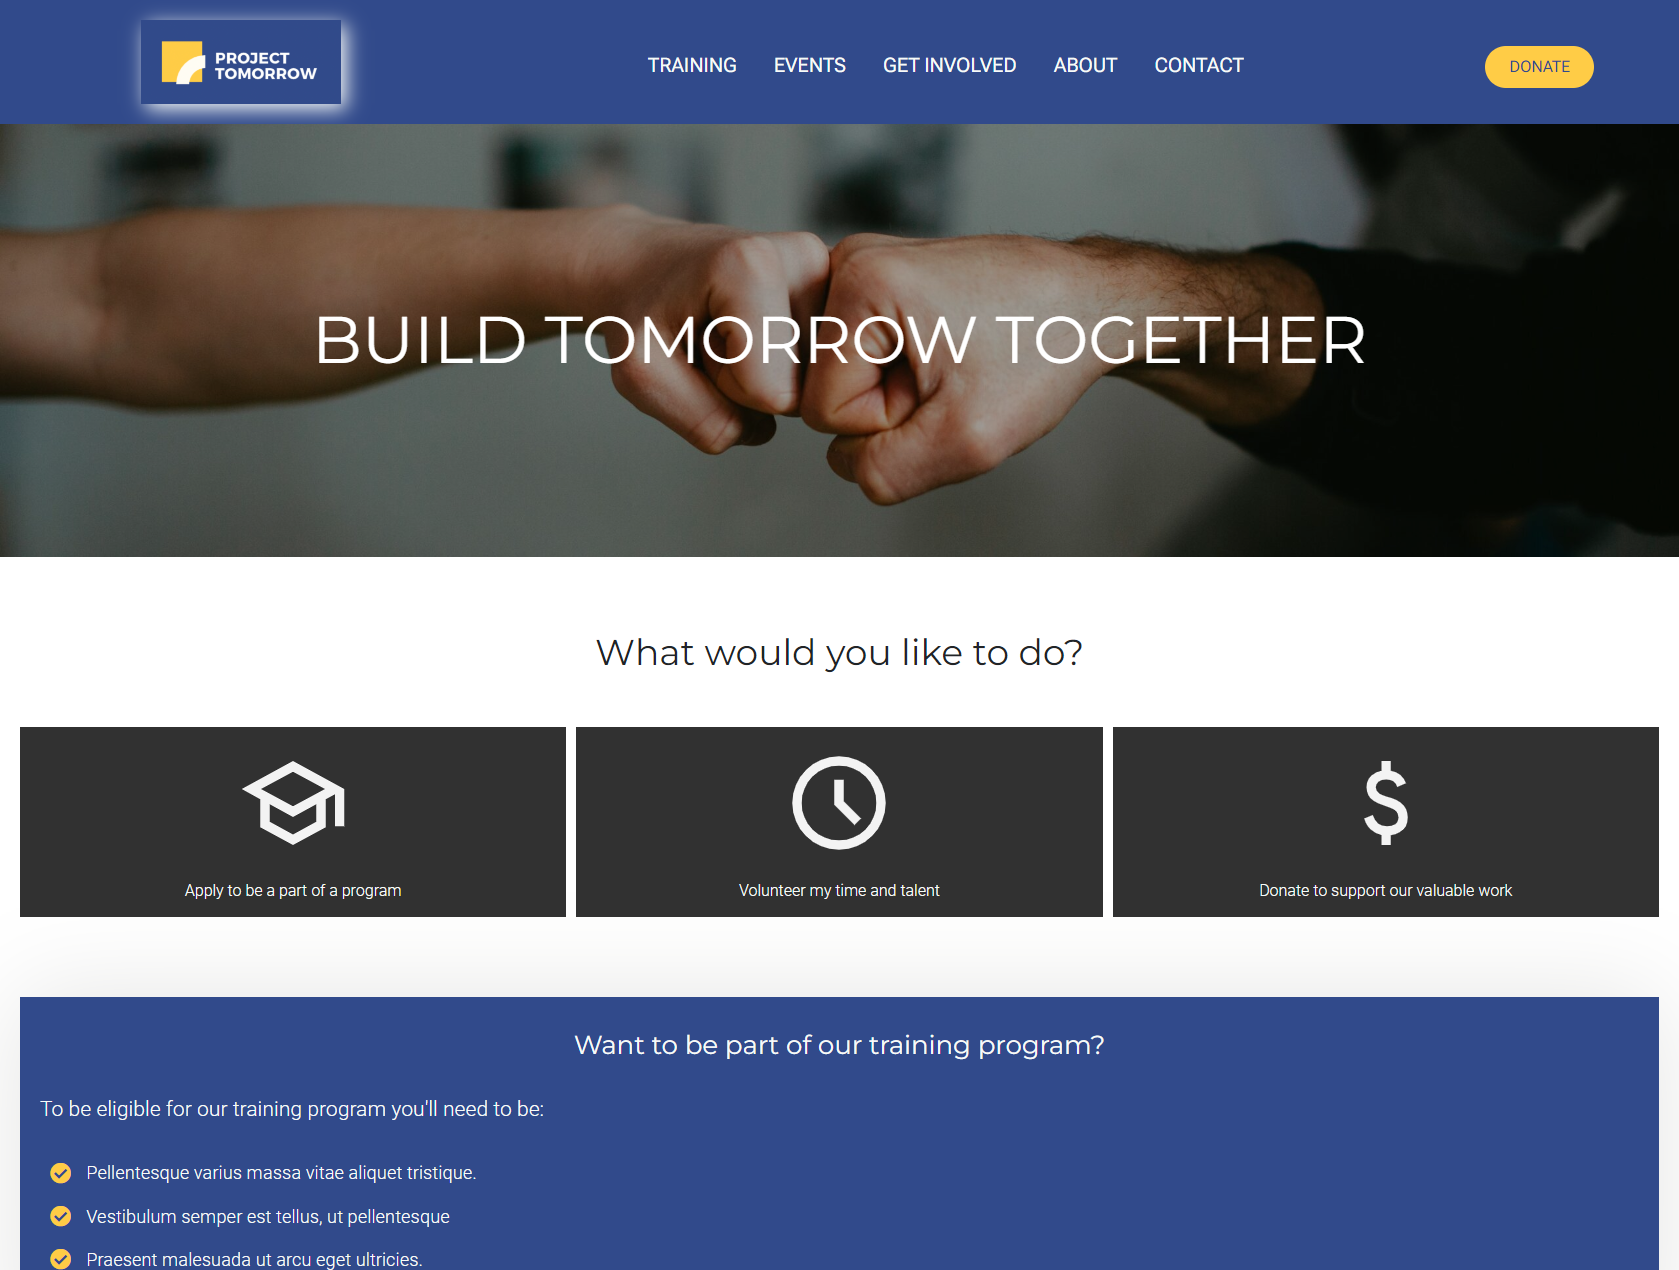 PROJECT
TOMORROW
TRAINING EVENTS GET INVOLVED ABOUT CONTACT
DONATE
BUILD TOMORROW TOGETHER
What would you like to do?
Apply to be a part of a program
Volunteer my time and talent
Donate to support our valuable work
Want to be part of our training program?
To be eligible for our training program you'll need to be:
Pellentesque varius massa vitae aliquet tristique.
Vestibulum semper est tellus, ut pellentesque
Praesent malesuada ut arcu eget ultricies.